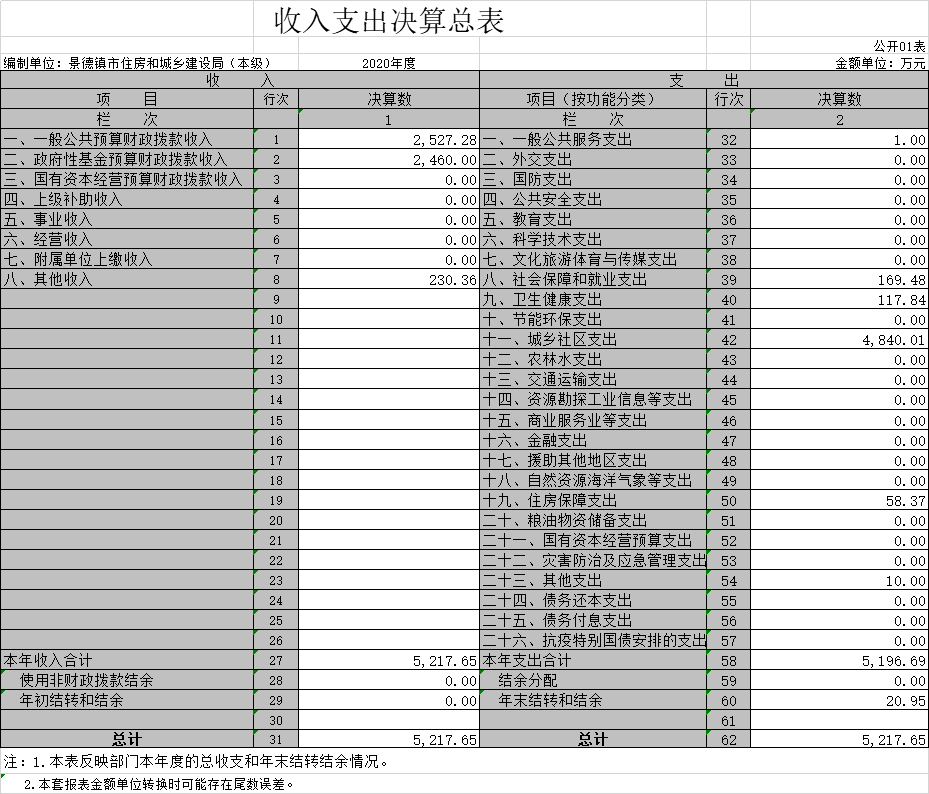 收入支出决算总表
公开01表
编制单位：景德镇市住房和城乡建设局（本级） 2020年度 金额单位：万元
收 入 支 出
项 目 行次 决算数 项目（按功能分类） 行次 决算数
栏 次 1 栏 次 2
一、一般公共预算财政拨款收入 1 2,527.28 一、一般公共服务支出 32 1.00
二、政府性基金预算财政拨款收入 2 2,460.00 二、外交支出 33 0.00
三、国有资本经营预算财政拨款收入 3 0.00 三、国防支出 34 0.00
四、上级补助收入 4 0.00 四、公共安全支出 35 0.00
五、事业收入 5 0.00 五、教育支出 36 0.00
六、经营收入 6 0.00 六、科学技术支出 37 0.00
七、附属单位上缴收入 7 0.00 七、文化旅游体育与传媒支出 38 0.00
八、其他收入 8 230.36 八、社会保障和就业支出 39 169.48
9 九、卫生健康支出 40 117.84
10 十、节能环保支出 41 0.00
11 十一、城乡社区支出 42 4,840.01
12 十二、农林水支出 43 0.00
13 十三、交通运输支出 44 0.00
14 十四、资源勘探工业信息等支出 45 0.00
15 十五、商业服务业等支出 46 0.00
16 十六、金融支出 47 0.00
17 十七、援助其他地区支出 48 0.00
18 十八、自然资源海洋气象等支出 49 0.00
19 十九、住房保障支出 50 58.37
20 二十、粮油物资储备支出 51 0.00
21 二十一、国有资本经营预算支出 52 0.00
22 二十二、灾害防治及应急管理支出 53 0.00
23 二十三、其他支出 54 10.00
24 二十四、债务还本支出 55 0.00
25 二十五、债务付息支出 56 0.00
26 二十六、抗疫特别国债安排的支出 57 0.00
本年收入合计 27 5,217.65 本年支出合计 58 5,196.69
使用非财政拨款结余 28 0.00 结余分配 59 0.00
年初结转和结余 29 0.00 年末结转和结余 60 20.95
30 61
总计 31 5,217.65 总计 62 5,217.65
注：1.本表反映部门本年度的总收支和年末结转结余情况。
2.本套报表金额单位转换时可能存在尾数误差。